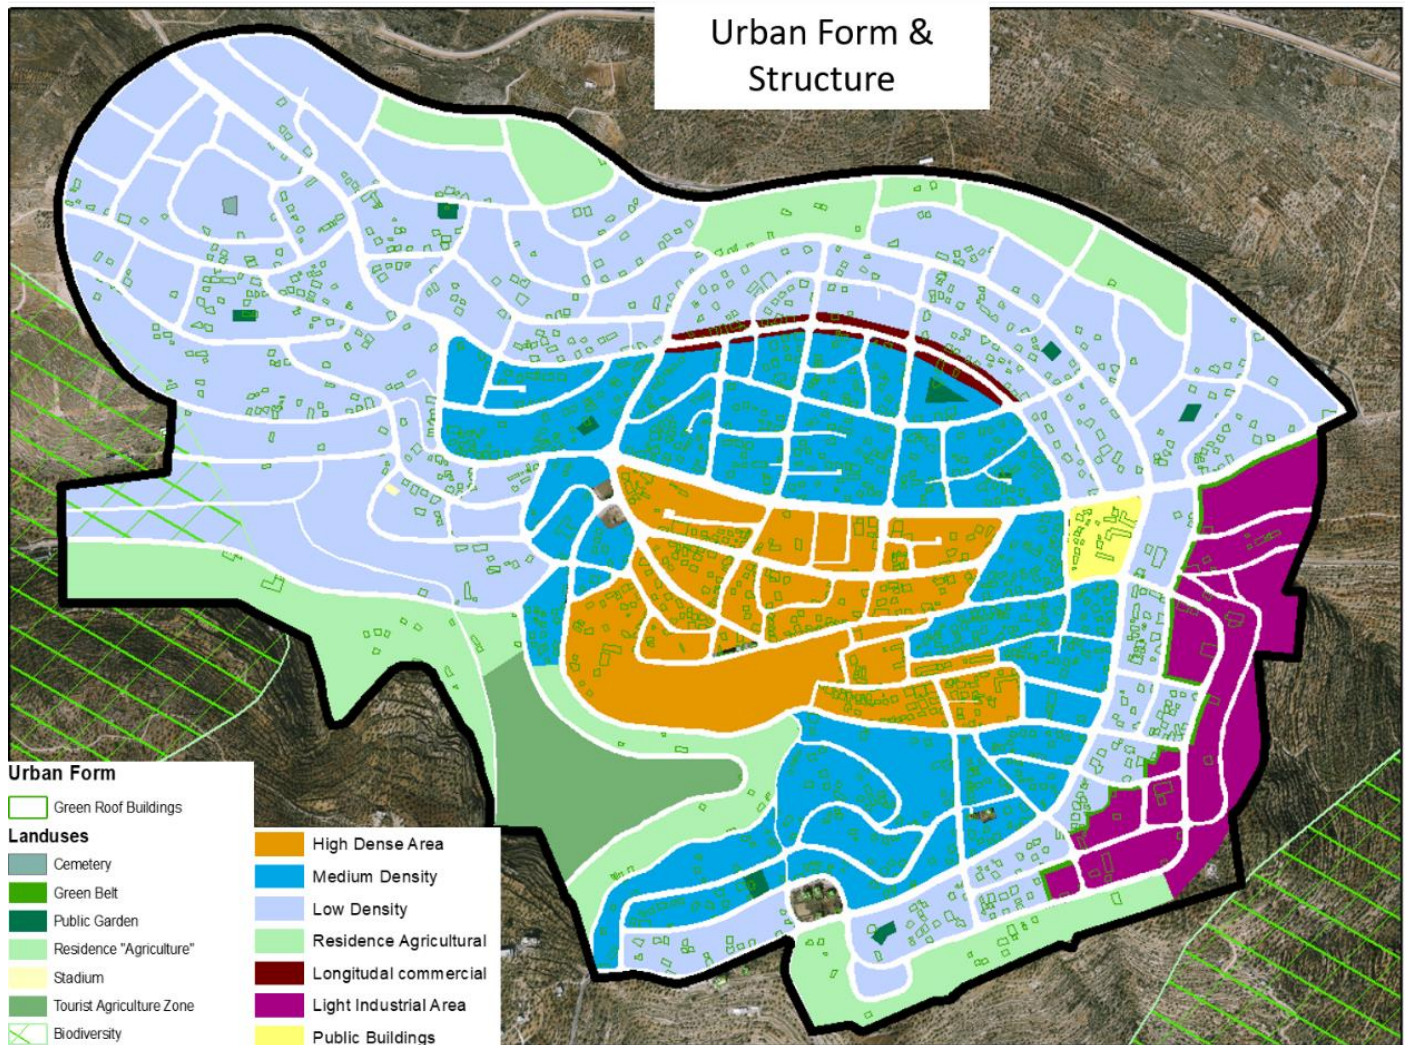 Urban Form &
Structure
Urban Form
Green Roof Buildings
Landuses
Cemetery
Green Belt
Public Garden
Residence "Agriculture"
Stadium
Tourist Agriculture Zone
Biodiversity
High Dense Area
Medium Density
Low Density
Residence Agricultural
Longitudal commercial
Light Industrial Area
Public Buildings